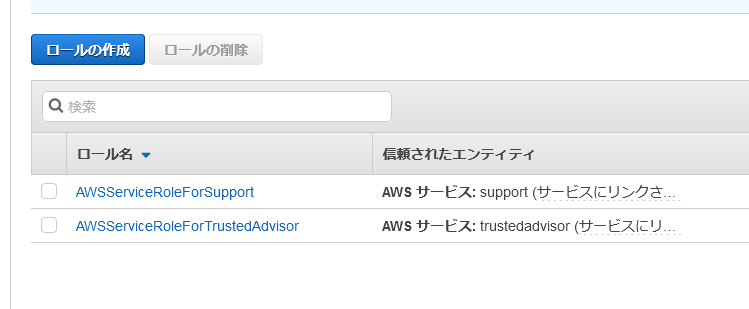 ロールの作成 ロールの削除
検索
ロール名 信頼されたエンティティ
AWSServiceRoleForSupport AWS サービス: support (サービスにリンクさ...
AWSServiceRoleForTrustedAdvisor AWS サービス: trustedadvisor (サービスにリ...